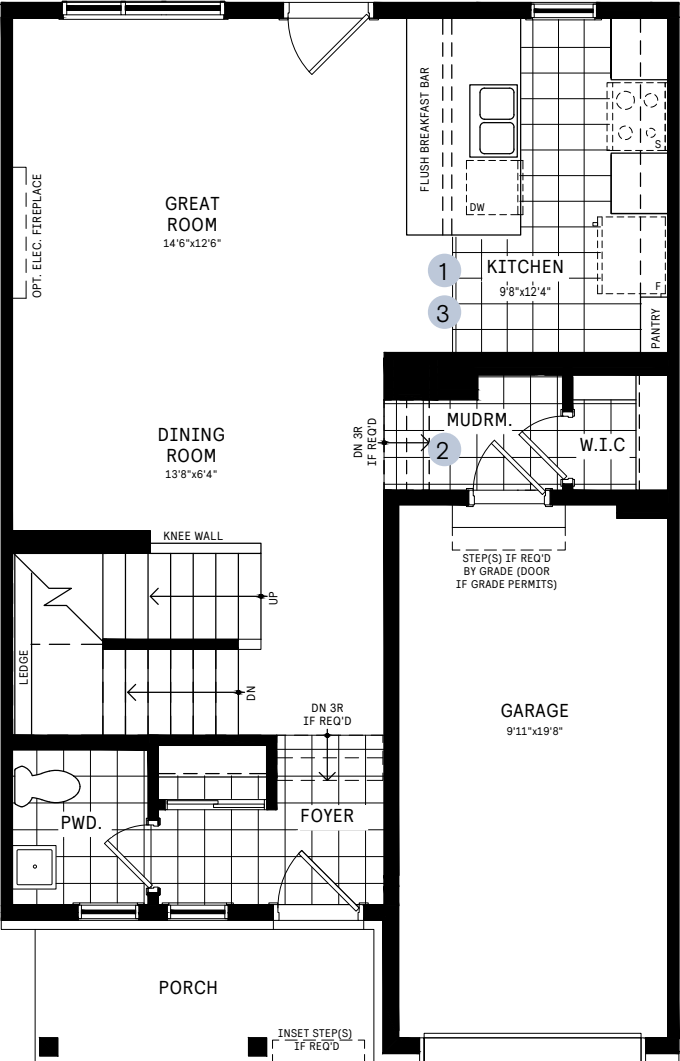 FLUSH BREAKFAST BAR
S
DW
OPT. ELEC. FIREPLACE
GREAT
ROOM
14'6"x12'6"
1
KITCHEN
9'8"x12'4"
F
3
PANTRY
DINING
ROOM
13'8"x6'4"
DN 3R
IF REQ'D
MUDRM.
2
W.I.C
KNEE WALL
STEP(S) IF REQ'D
BY GRADE (DOOR
IF GRADE PERMITS)
UP
LEDGE
DN
DN 3R
IF REQ'D
GARAGE
9'11"x19'8"
PWD.
FOYER
PORCH
INSET STEP(S)
IF REQ'D